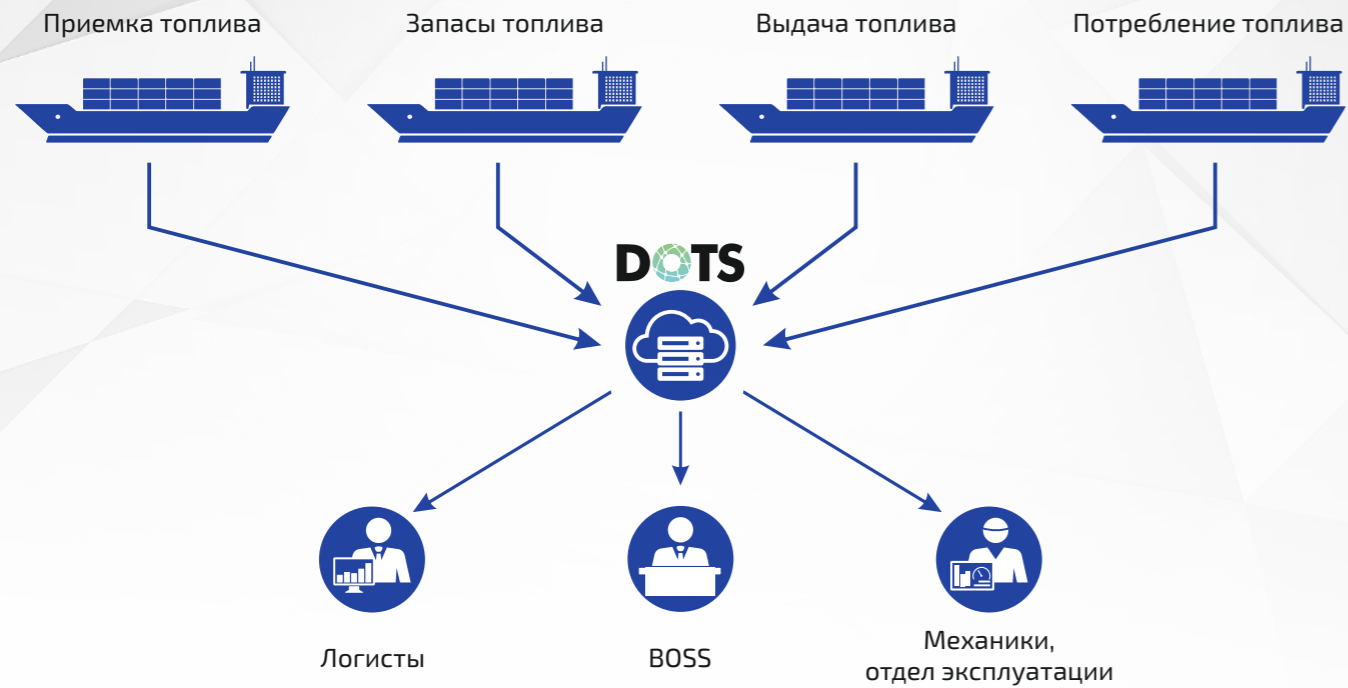 Приемка топлива
Запасы топлива
Выдача топлива
Потребление топлива
DOTS
Логисты
BOSS
Механики,
отдел эксплуатации